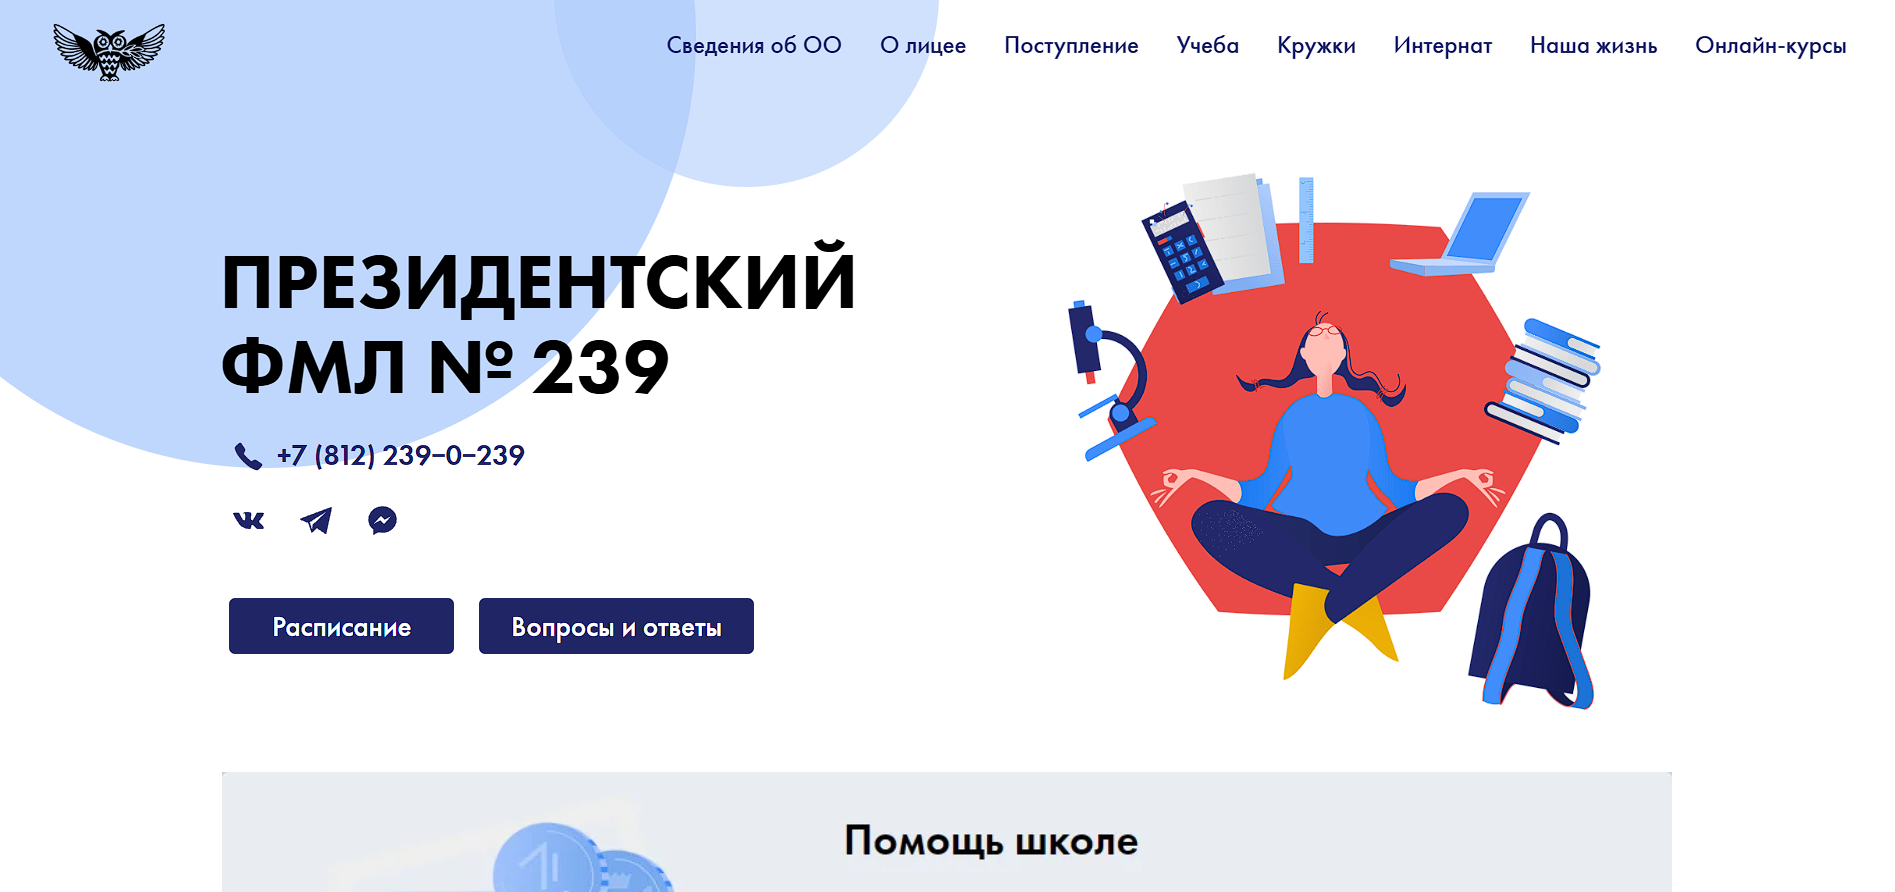 Сведения об ОО О лицее Поступление Учеба Кружки Интернат Наша жизнь Онлайн-курсы
ПРЕЗИДЕНТСКИЙ
ФМЛ № 239
+7 (812) 239–0–239
Расписание Вопросы и ответы
Помощь школе